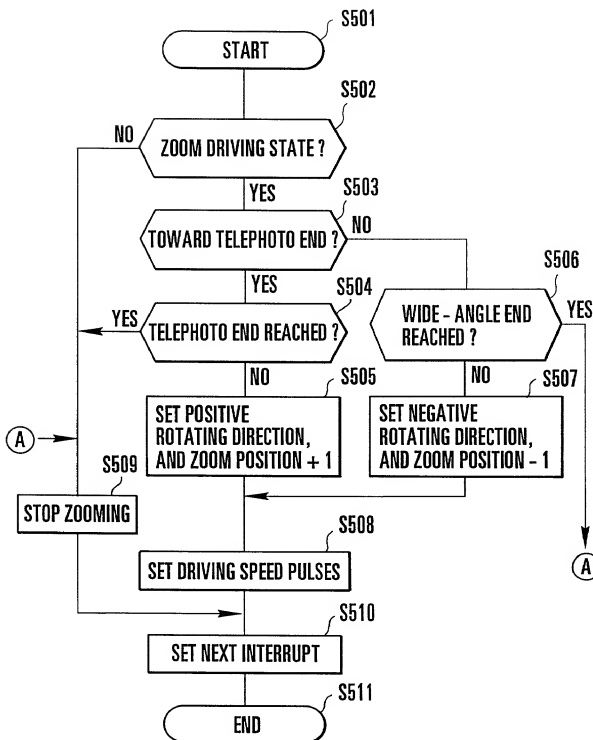 S501
START
S502
NO
ZOOM DRIVING STATE ?
YES
S503
TOWARD TELEPHOTO END ?
NO
YES
S504
S506
YES
TELEPHOTO END REACHED ?
WIDE - ANGLE END
REACHED ?
YES
NO
S505
NO
S507
SET POSITIVE
ROTATING DIRECTION,
AND ZOOM POSITION + 1
SET NEGATIVE
ROTATING DIRECTION,
AND ZOOM POSITION - 1
A
S509
STOP ZOOMING
S508
SET DRIVING SPEED PULSES
A
S510
SET NEXT INTERRUPT
S511
END